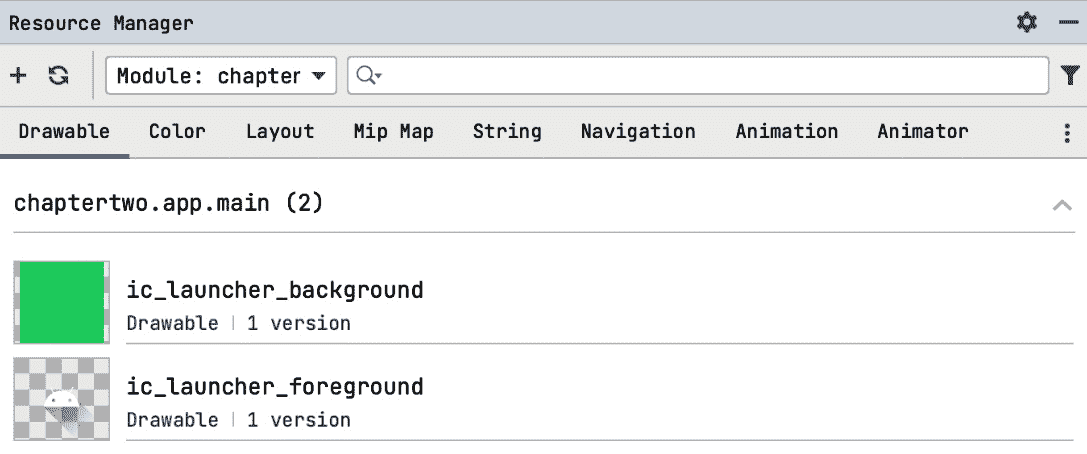 Resource Manager
Module: chapter
Drawable Color Layout Mip Map String Navigation Animation Animator
chaptertwo.app.main (2)
ic_launcher_background
Drawable | 1 version
ic_launcher_foreground
Drawable | 1 version